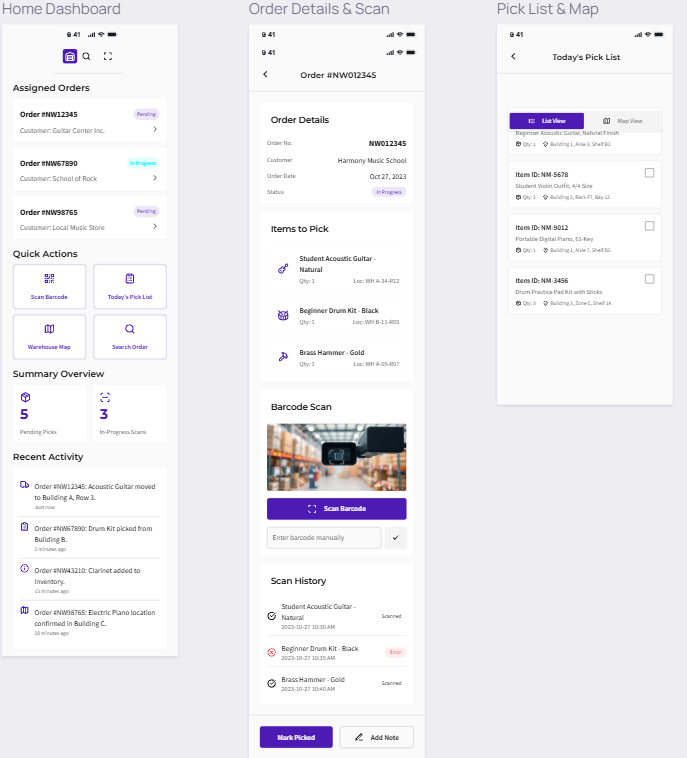 Home Dashboard
9:41
Assigned Orders
Order #NW12345
Pending
Customer: Guitar Center Inc.
Order #NW67890
In Progress
Customer: School of Rock
Order #NW98765
Pending
Customer: Local Music Store
Quick Actions
Scan Barcode
Today's Pick List
Warehouse Map
Search Order
Summary Overview
5
Pending Picks
3
In-Progress Scans
Recent Activity
Order #NW12345: Acoustic Guitar moved
to Building A, Row 3.
Just now
Order #NW67890: Drum Kit picked from
Building B.
5 minutes ago
Order #NW43210: Clarinet added to
inventory.
15 minutes ago
Order #NW98765: Electric Piano location
confirmed in Building C.
30 minutes ago
Order Details & Scan
9:41
9:41
Order #NW012345
Order Details
Order No.
NW012345
Customer
Harmony Music School
Order Date
Oct 27, 2023
Status
In Progress
Items to Pick
Student Acoustic Guitar -
Natural
Qty: 1
Loc: WH A-34-R12
Beginner Drum Kit - Black
Qty: 1
Loc: WH B-11-R03
Brass Hammer - Gold
Qty: 1
Loc: WH A-05-R07
Barcode Scan
Scan Barcode
Enter barcode manually
Scan History
Student Acoustic Guitar -
Natural
2023-10-27 10:30 AM
Scanned
Beginner Drum Kit - Black
2023-10-27 10:35 AM
Error
Brass Hammer - Gold
2023-10-27 10:40 AM
Scanned
Mark Picked
Add Note
Pick List & Map
9:41
Today's Pick List
List View
Map View
Beginner Acoustic Guitar, Natural Finish
Qty: 1
Building 1, Aisle 3, Shelf B2
Item ID: NM-5678
Student Violin Outfit, 4/4 Size
Qty: 2
Building 2, Rack F7, Bay 12
Item ID: NM-9012
Portable Digital Piano, 61-Key
Qty: 1
Building 1, Aisle 7, Shelf D5
Item ID: NM-3456
Drum Practice Pad Kit with Sticks
Qty: 3
Building 3, Zone C, Shelf 1A